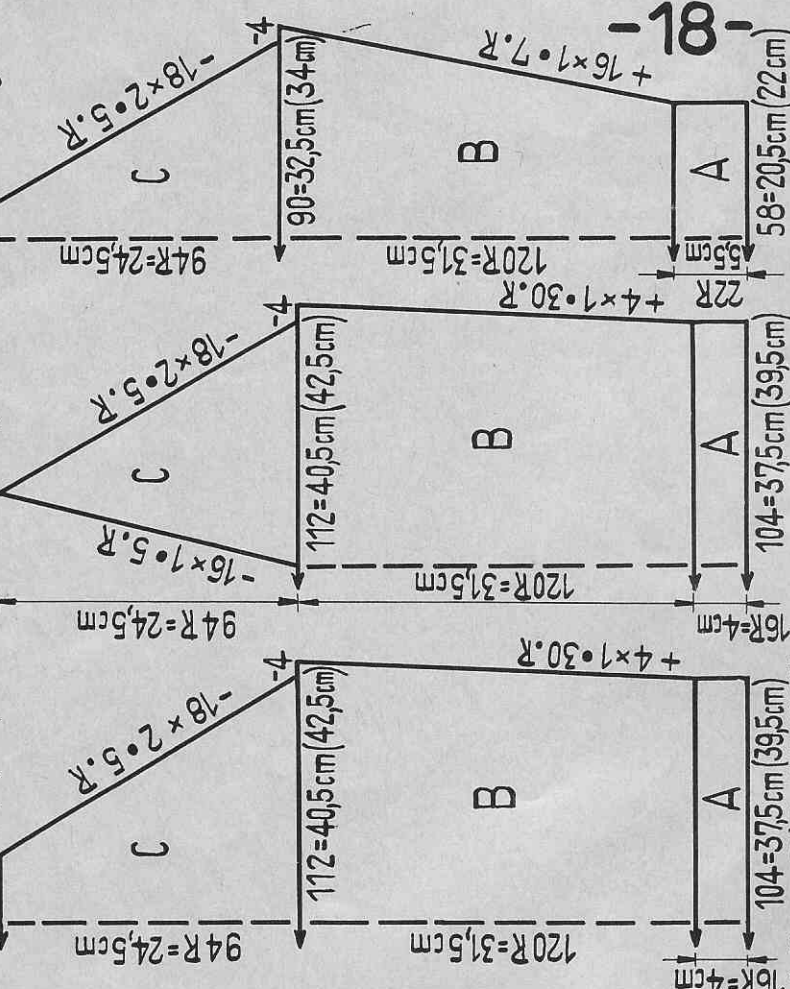 -18-
-4
-18×2•5.R
C
94R=24,5cm
90=32,5cm(34cm)
+16×1•7.R
B
120R=31,5cm
A
22R
5,5cm
58=20,5cm(22cm)
-4
-18×2•5.R
C
-16×1•5.R
94R=24,5cm
112=40,5cm(42,5cm)
+4×1•30.R
B
120R=31,5cm
A
16R=4cm
104=37,5cm(39,5cm)
-4
-18×2•5.R
C
94R=24,5cm
112=40,5cm(42,5cm)
+4×1•30.R
B
120R=31,5cm
A
16R=4cm
104=37,5cm(39,5cm)